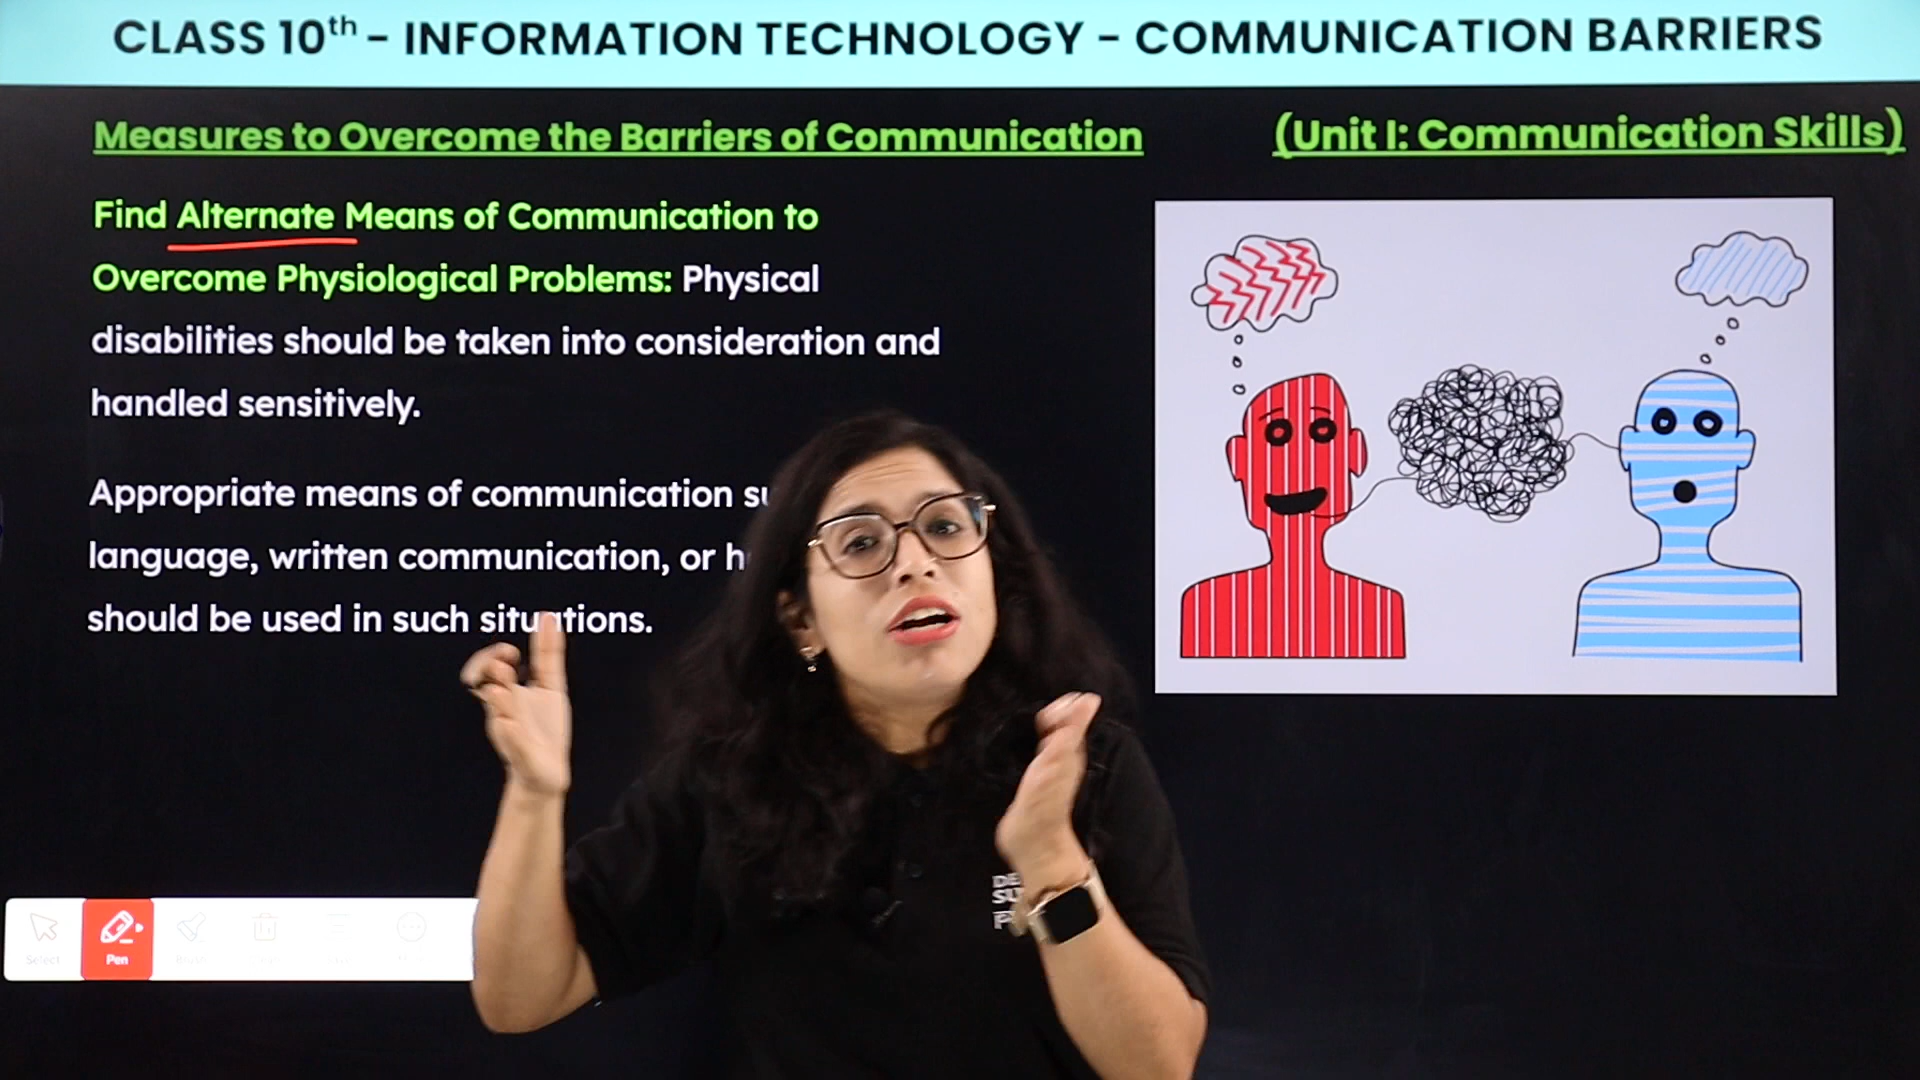 CLASS 10th - INFORMATION TECHNOLOGY - COMMUNICATION BARRIERS
Measures to Overcome the Barriers of Communication
(Unit I: Communication Skills)
Find Alternate Means of Communication to
Overcome Physiological Problems: Physical
disabilities should be taken into consideration and
handled sensitively.
Appropriate means of communication
language, written communication, or
should be used in such situations.
Select
Pen